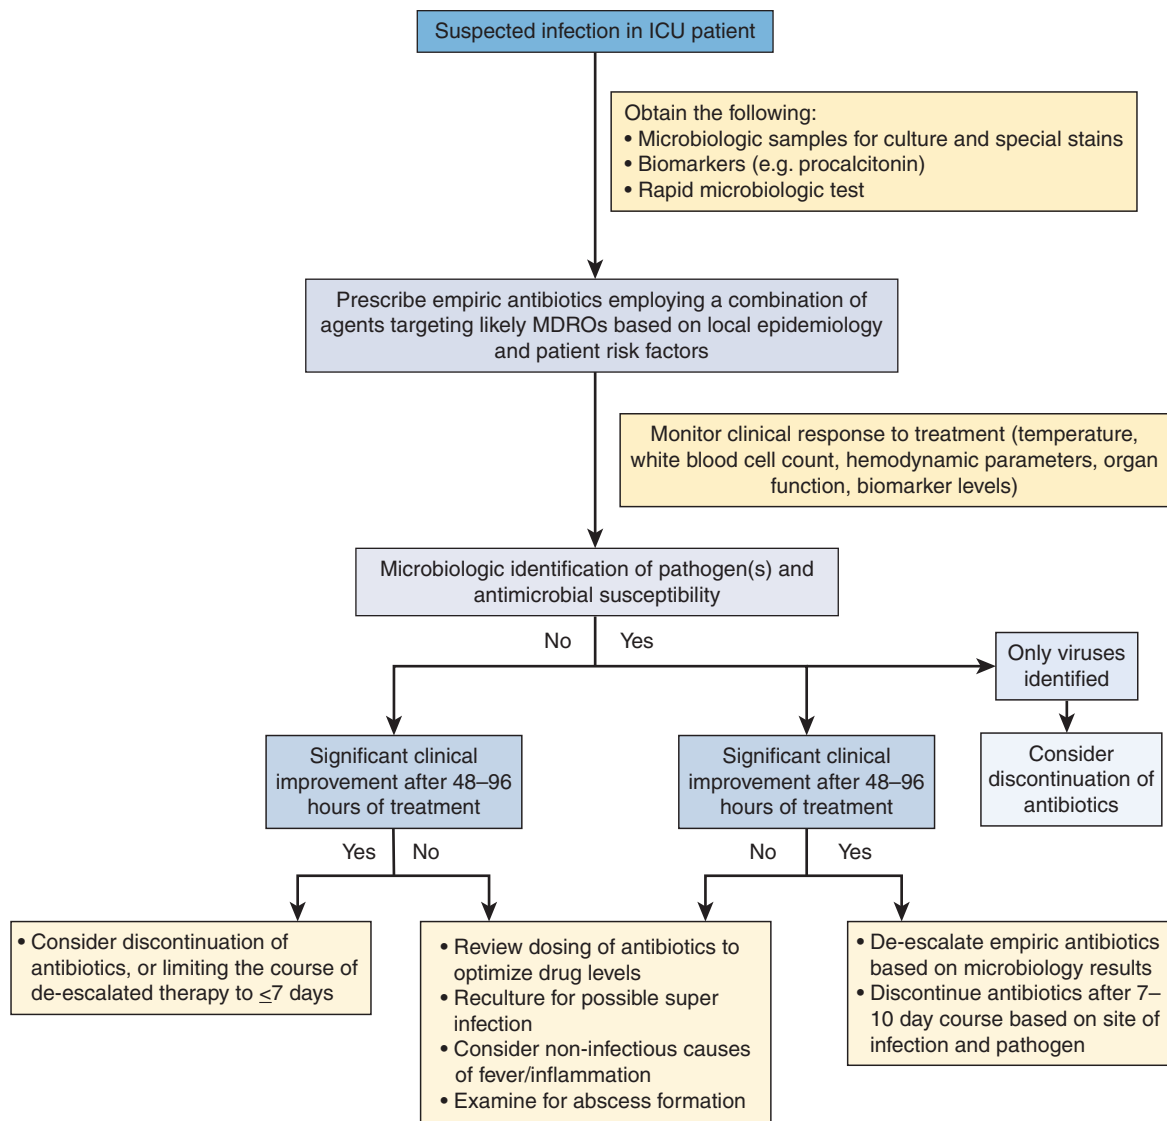 Suspected infection in ICU patient
Obtain the following:
• Microbiologic samples for culture and special stains
• Biomarkers (e.g. procalcitonin)
• Rapid microbiologic test
Prescribe empiric antibiotics employing a combination of
agents targeting likely MDROs based on local epidemiology
and patient risk factors
Monitor clinical response to treatment (temperature,
white blood cell count, hemodynamic parameters, organ
function, biomarker levels)
Microbiologic identification of pathogen(s) and
antimicrobial susceptibility
No
Yes
Only viruses
identified
Consider
discontinuation of
antibiotics
Significant clinical
improvement after 48–96
hours of treatment
Significant clinical
improvement after 48–96
hours of treatment
Yes
No
No
Yes
• Consider discontinuation of
antibiotics, or limiting the course of
de-escalated therapy to ≤7 days
• Review dosing of antibiotics to
optimize drug levels
• Reculture for possible super
infection
• Consider non-infectious causes
of fever/inflammation
• Examine for abscess formation
• De-escalate empiric antibiotics
based on microbiology results
• Discontinue antibiotics after 7–
10 day course based on site of
infection and pathogen